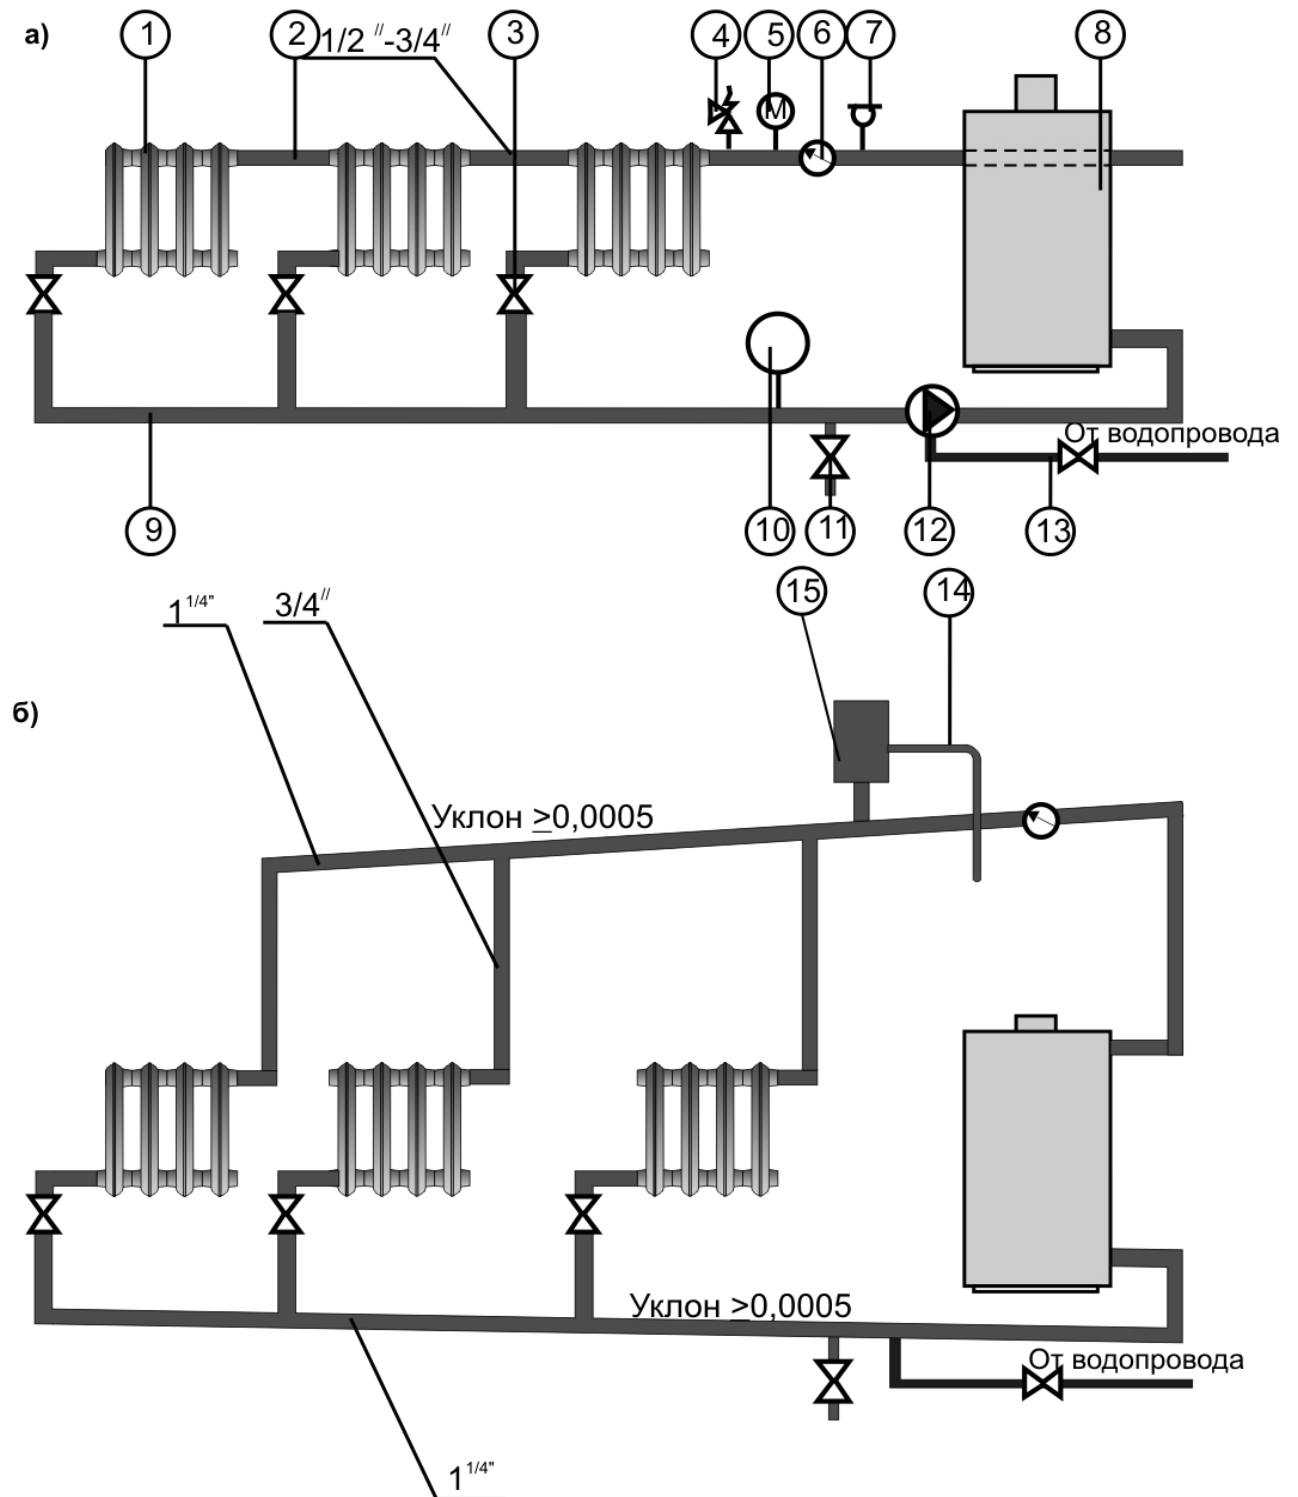 а)
1
2
1/2 "-3/4"
3
4
5
6
7
8
M
От водопровода
9
10
11
12
13
15
14
1 1/4"
3/4"
б)
Уклон ≥0,0005
Уклон ≥0,0005
От водопровода
1 1/4"